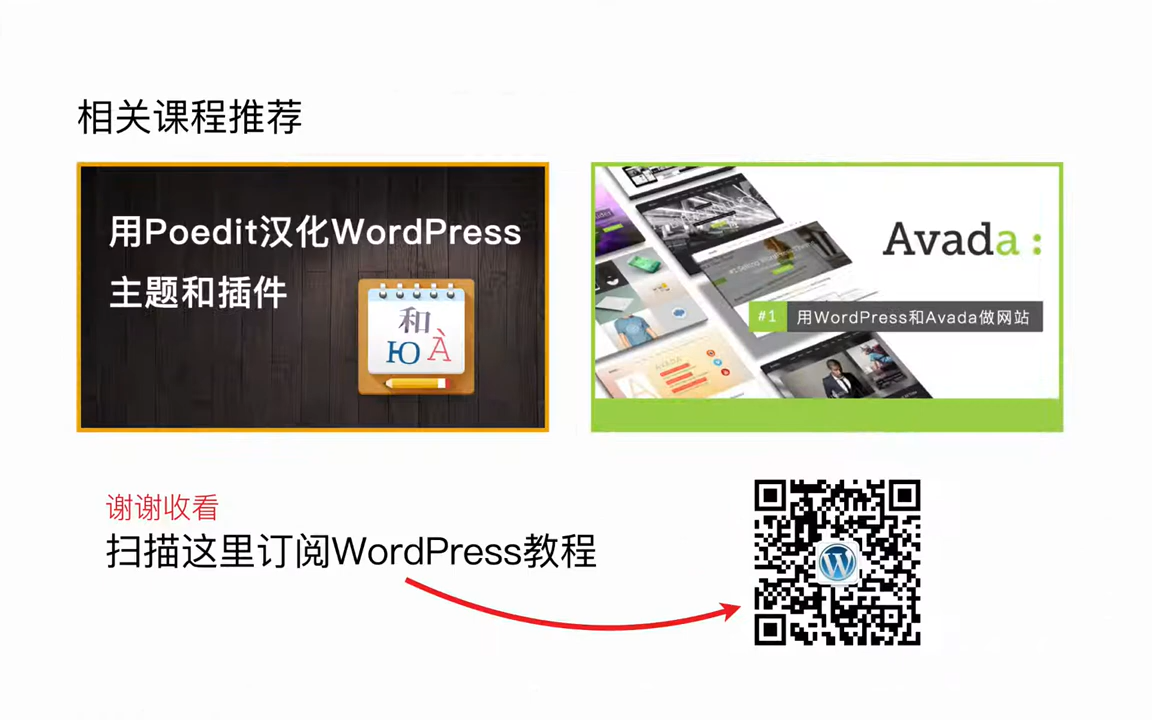 相关课程推荐
用Poedit汉化WordPress
主题和插件
和
Ю À
Avada:
#1 用WordPress和Avada做网站
谢谢收看
扫描这里订阅WordPress教程